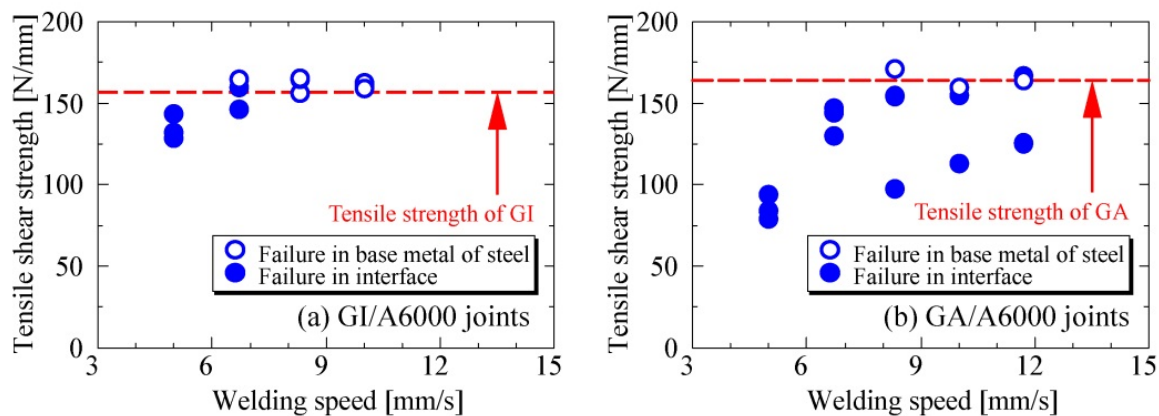 Tensile shear strength [N/mm]
200
150
100
50
0
Tensile strength of GI
Failure in base metal of steel
Failure in interface
(a) GI/A6000 joints
3 6 9 12 15
Welding speed [mm/s]
Tensile shear strength [N/mm]
200
150
100
50
0
Tensile strength of GA
Failure in base metal of steel
Failure in interface
(b) GA/A6000 joints
3 6 9 12 15
Welding speed [mm/s]